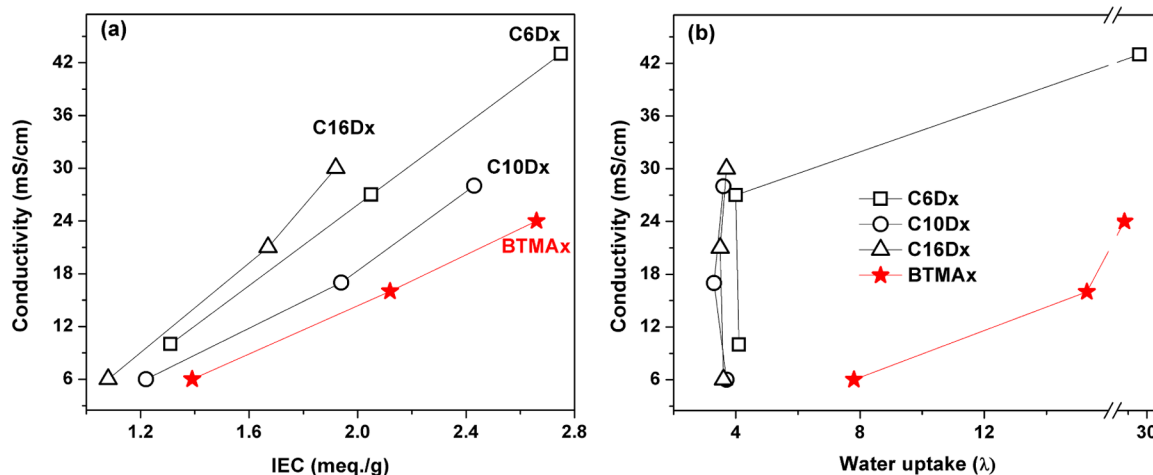 (a)
C6Dx
C16Dx
C10Dx
BTMAx
42
36
30
24
18
12
6
Conductivity (mS/cm)
1.2 1.6 2.0 2.4 2.8
IEC (meq./g)
(b)
C6Dx
C10Dx
C16Dx
BTMAx
42
36
30
24
18
12
6
Conductivity (mS/cm)
4 8 12 30
Water uptake (λ)